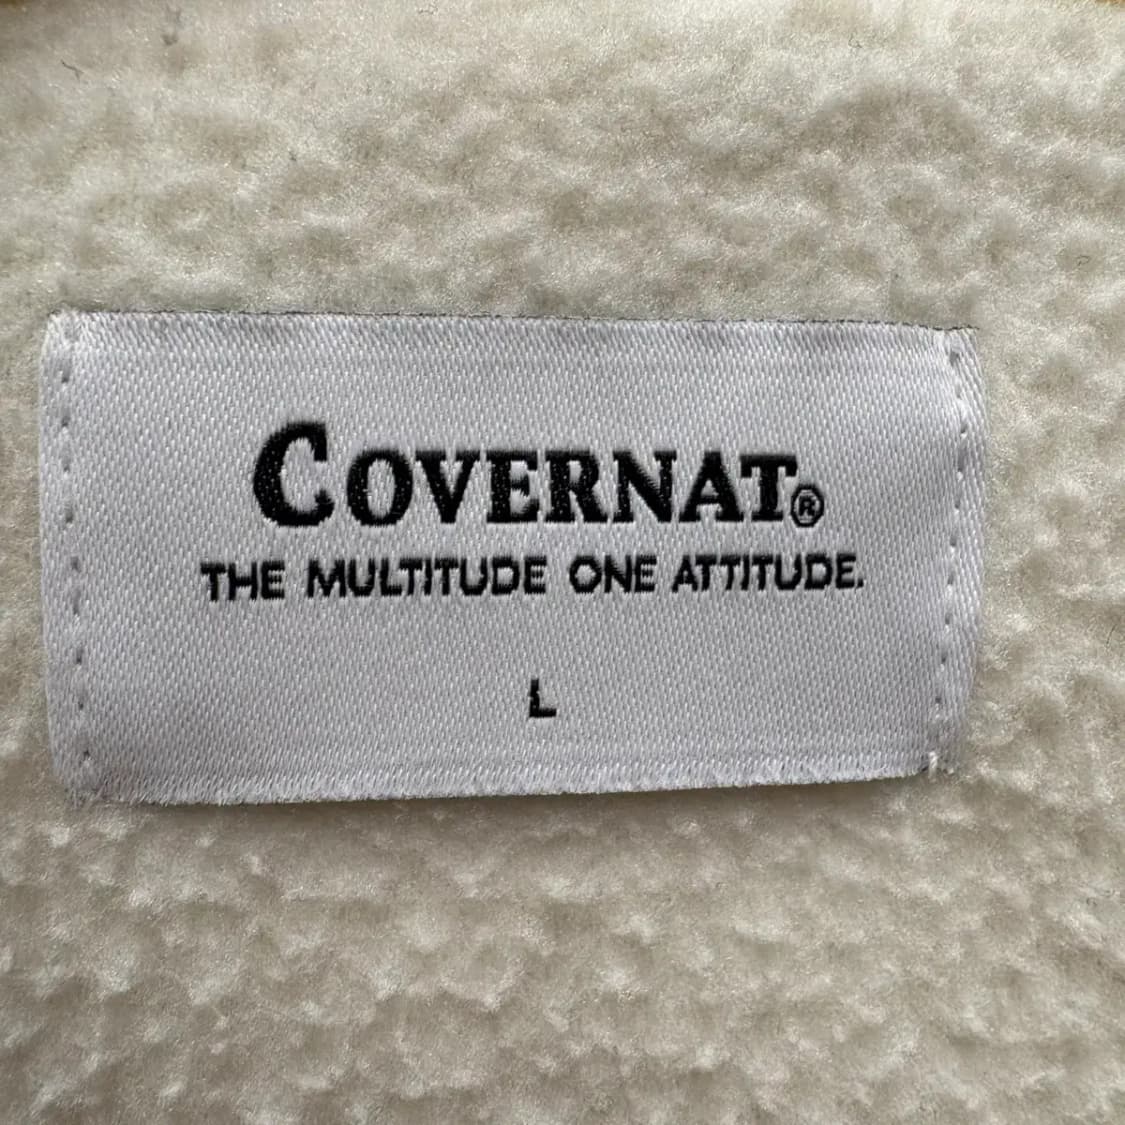 COVERNAT®
THE MULTITUDE ONE ATTITUDE.
L